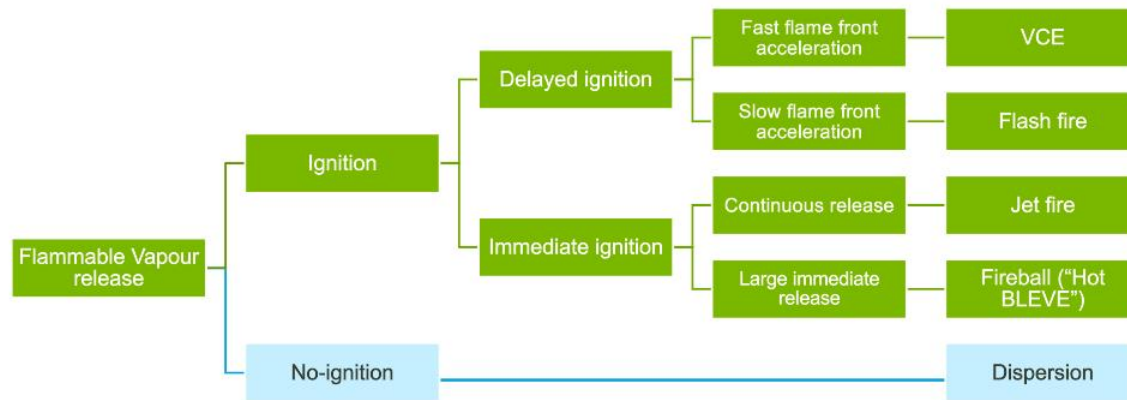 Fast flame front
acceleration
VCE
Delayed ignition
Slow flame front
acceleration
Flash fire
Ignition
Continuous release
Jet fire
Immediate ignition
Flammable Vapour
release
Large immediate
release
Fireball (“Hot
BLEVE”)
No-ignition
Dispersion